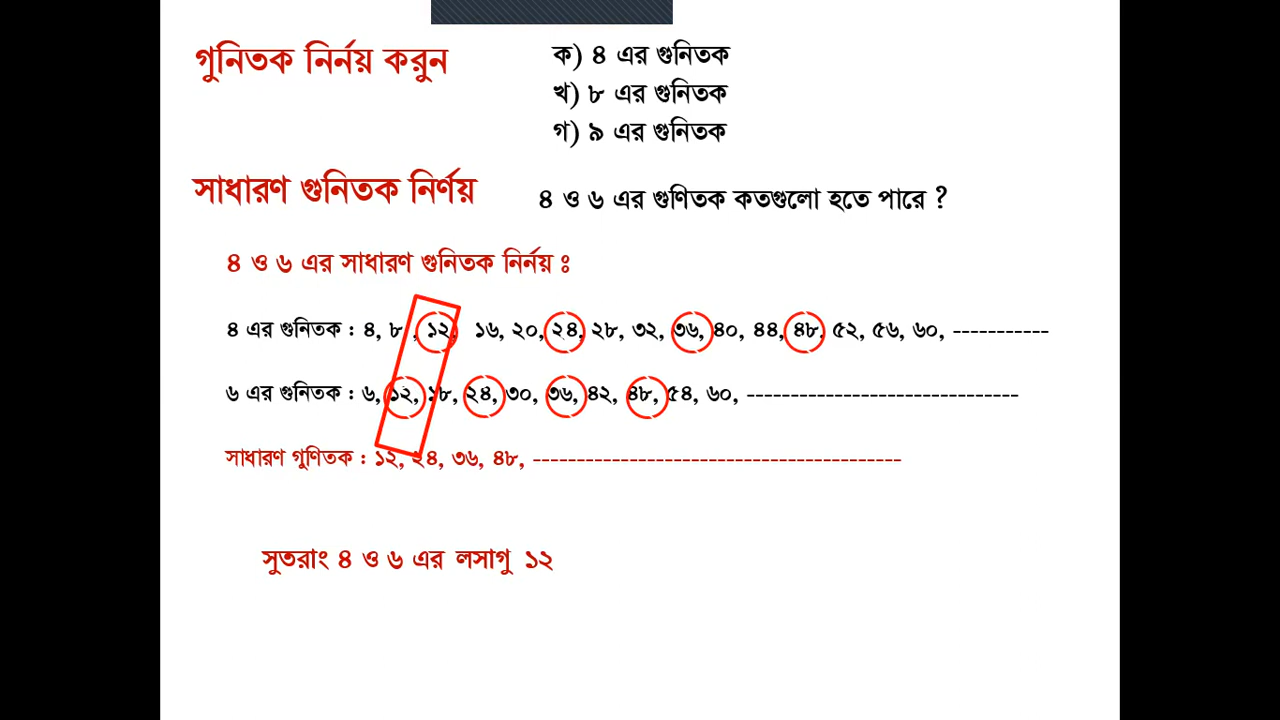 গুনিতক নির্নয় করুন
ক) ৪ এর গুনিতক
খ) ৮ এর গুনিতক
গ) ৯ এর গুনিতক
সাধারণ গুনিতক নির্ণয়
৪ ও ৬ এর গুণিতক কতগুলো হতে পারে ?
৪ ও ৬ এর সাধারণ গুনিতক নির্নয় ঃ
৪ এর গুনিতক : ৪, ৮ , ১২, ১৬, ২০, ২৪, ২৮, ৩২, ৩৬, ৪০, ৪৪, ৪৮, ৫২, ৫৬, ৬০, -----------
৬ এর গুনিতক : ৬, ১২, ১৮, ২৪, ৩০, ৩৬, ৪২, ৪৮, ৫৪, ৬০, -------------------------------
সাধারণ গুণিতক : ১২, ২৪, ৩৬, ৪৮, ------------------------------------------
সুতরাং ৪ ও ৬ এর লসাগু ১২